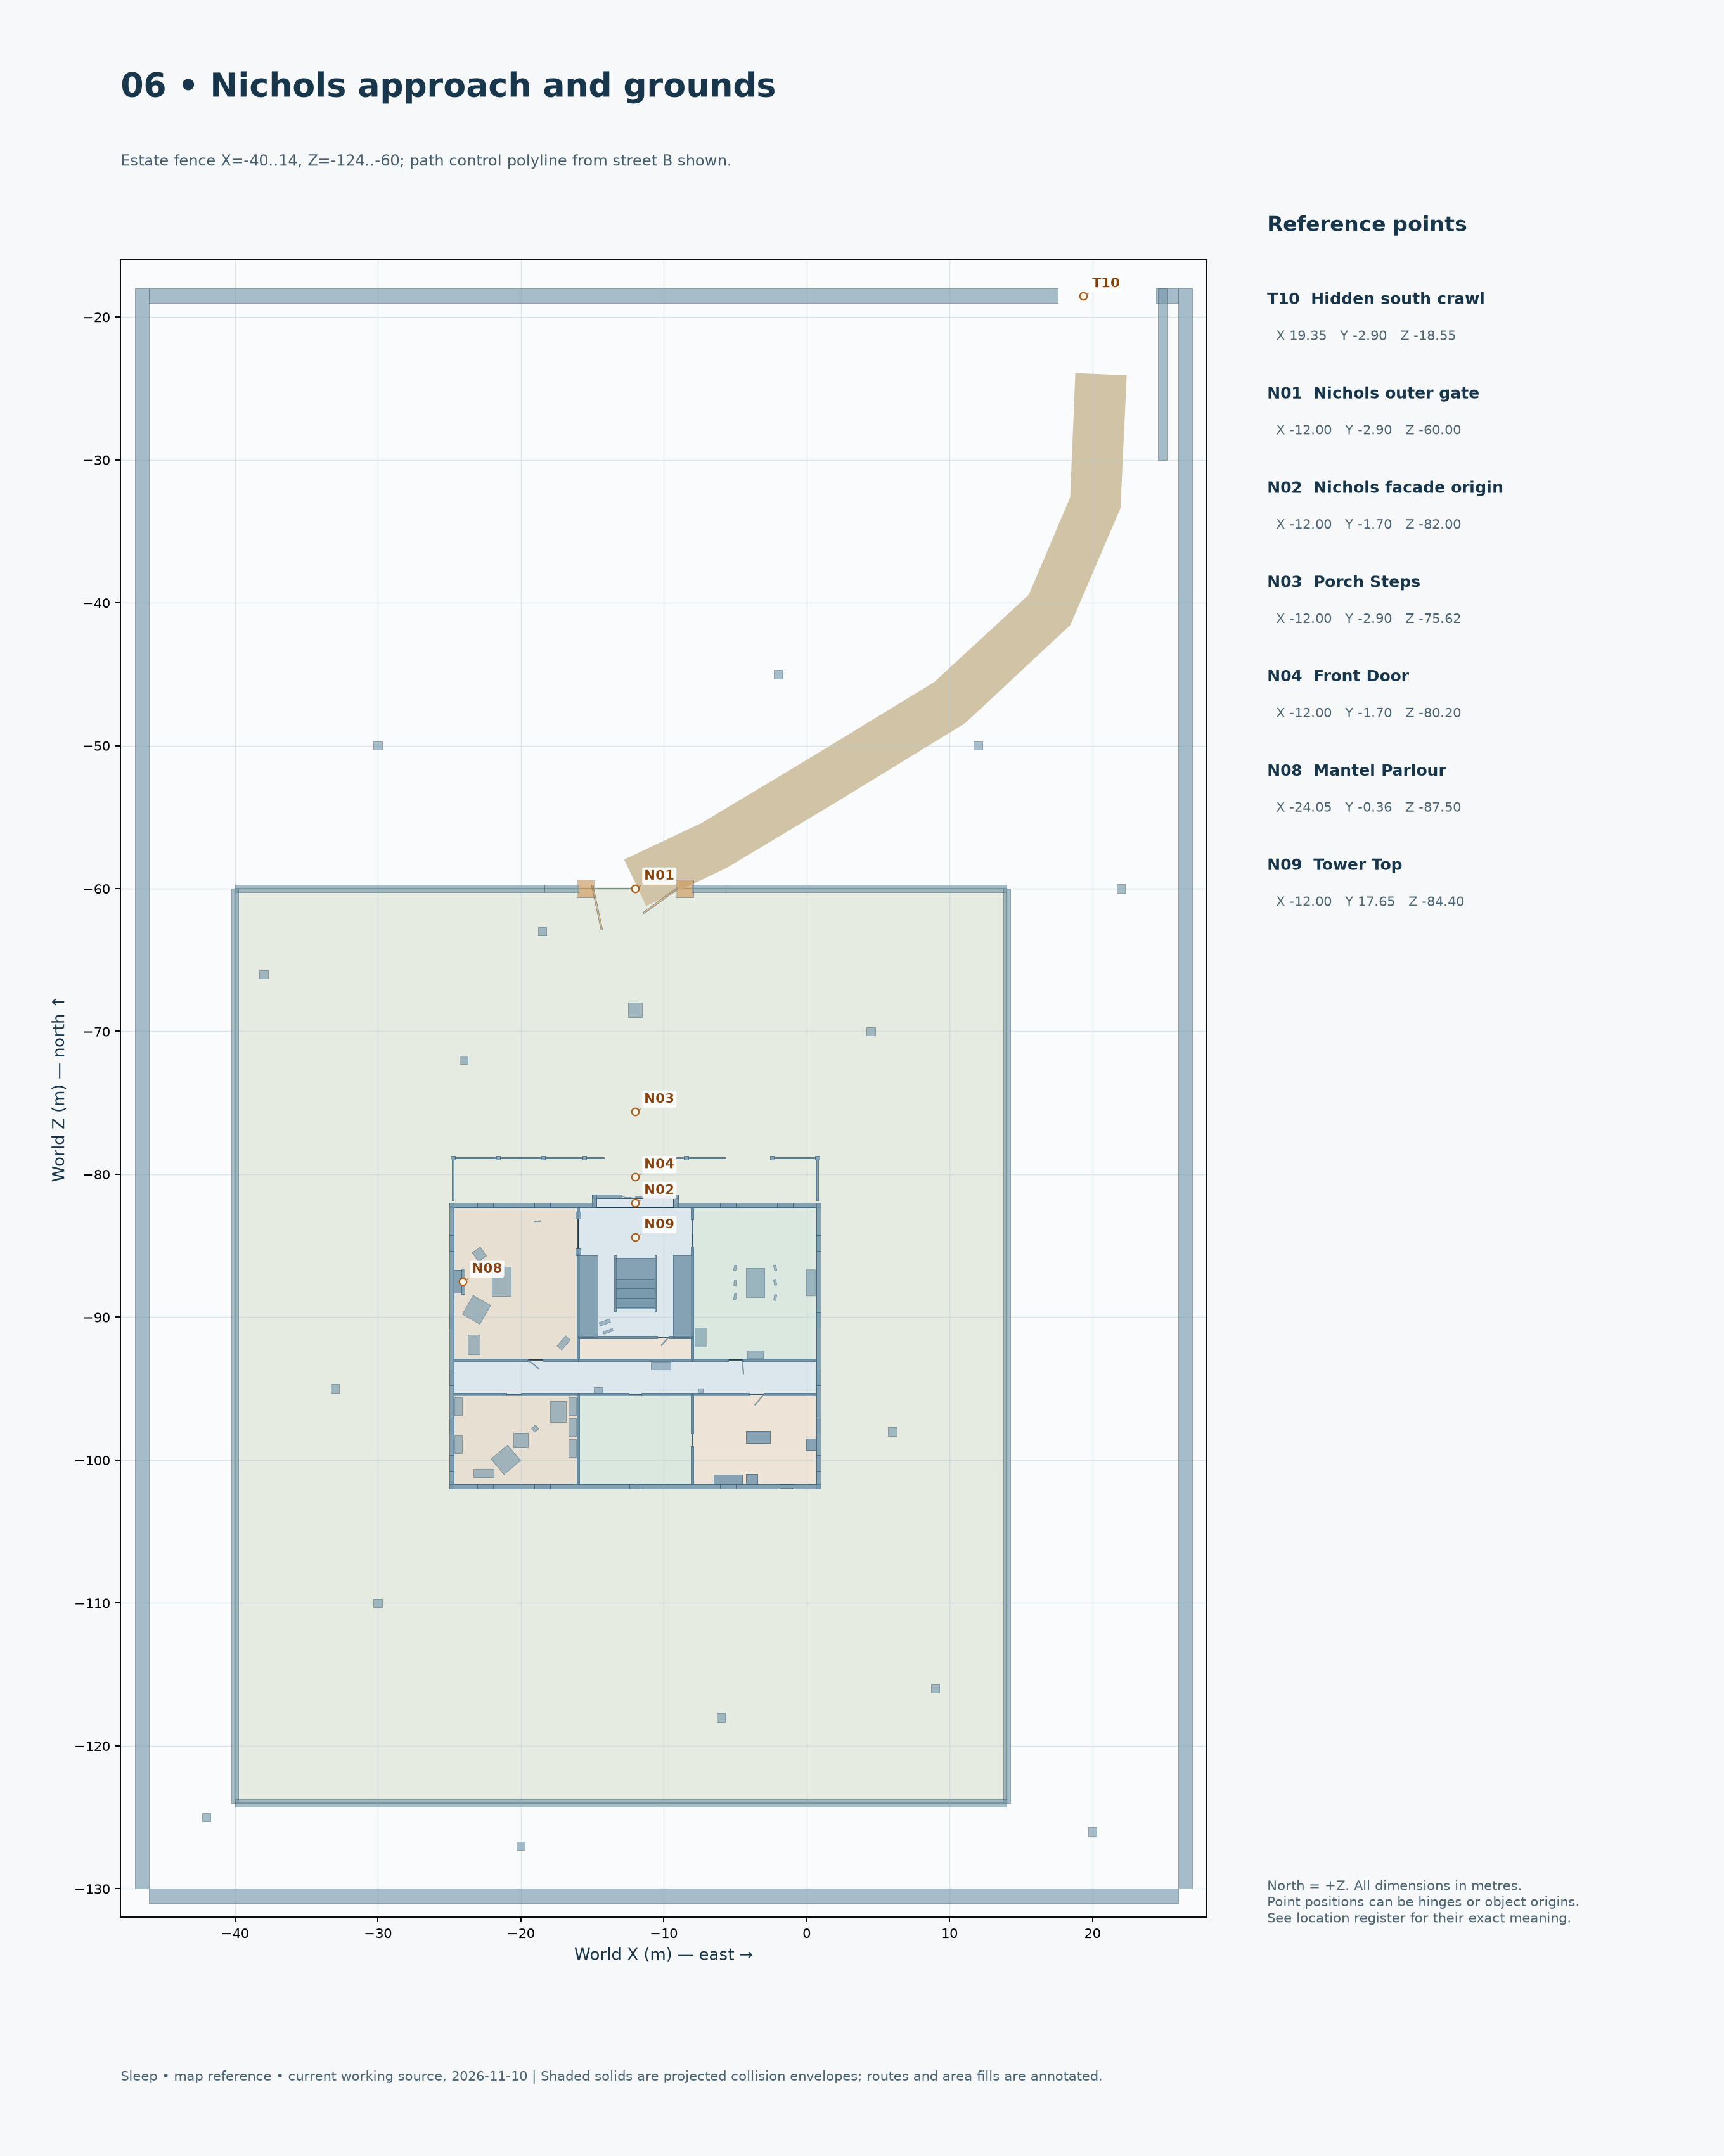 06 • Nichols approach and grounds
Estate fence X=-40..14, Z=-124..-60; path control polyline from street B shown.
Reference points
T10 Hidden south crawl
X 19.35 Y -2.90 Z -18.55
N01 Nichols outer gate
X -12.00 Y -2.90 Z -60.00
N02 Nichols facade origin
X -12.00 Y -1.70 Z -82.00
N03 Porch Steps
X -12.00 Y -2.90 Z -75.62
N04 Front Door
X -12.00 Y -1.70 Z -80.20
N08 Mantel Parlour
X -24.05 Y -0.36 Z -87.50
N09 Tower Top
X -12.00 Y 17.65 Z -84.40
T10
N01
N03
N04
N02
N09
N08
−20
−30
−40
−50
−60
−70
−80
−90
−100
−110
−120
−130
World Z (m) — north ↑
−40
−30
−20
−10
0
10
20
World X (m) — east →
North = +Z. All dimensions in metres.
Point positions can be hinges or object origins.
See location register for their exact meaning.
Sleep • map reference • current working source, 2026-11-10 | Shaded solids are projected collision envelopes; routes and area fills are annotated.